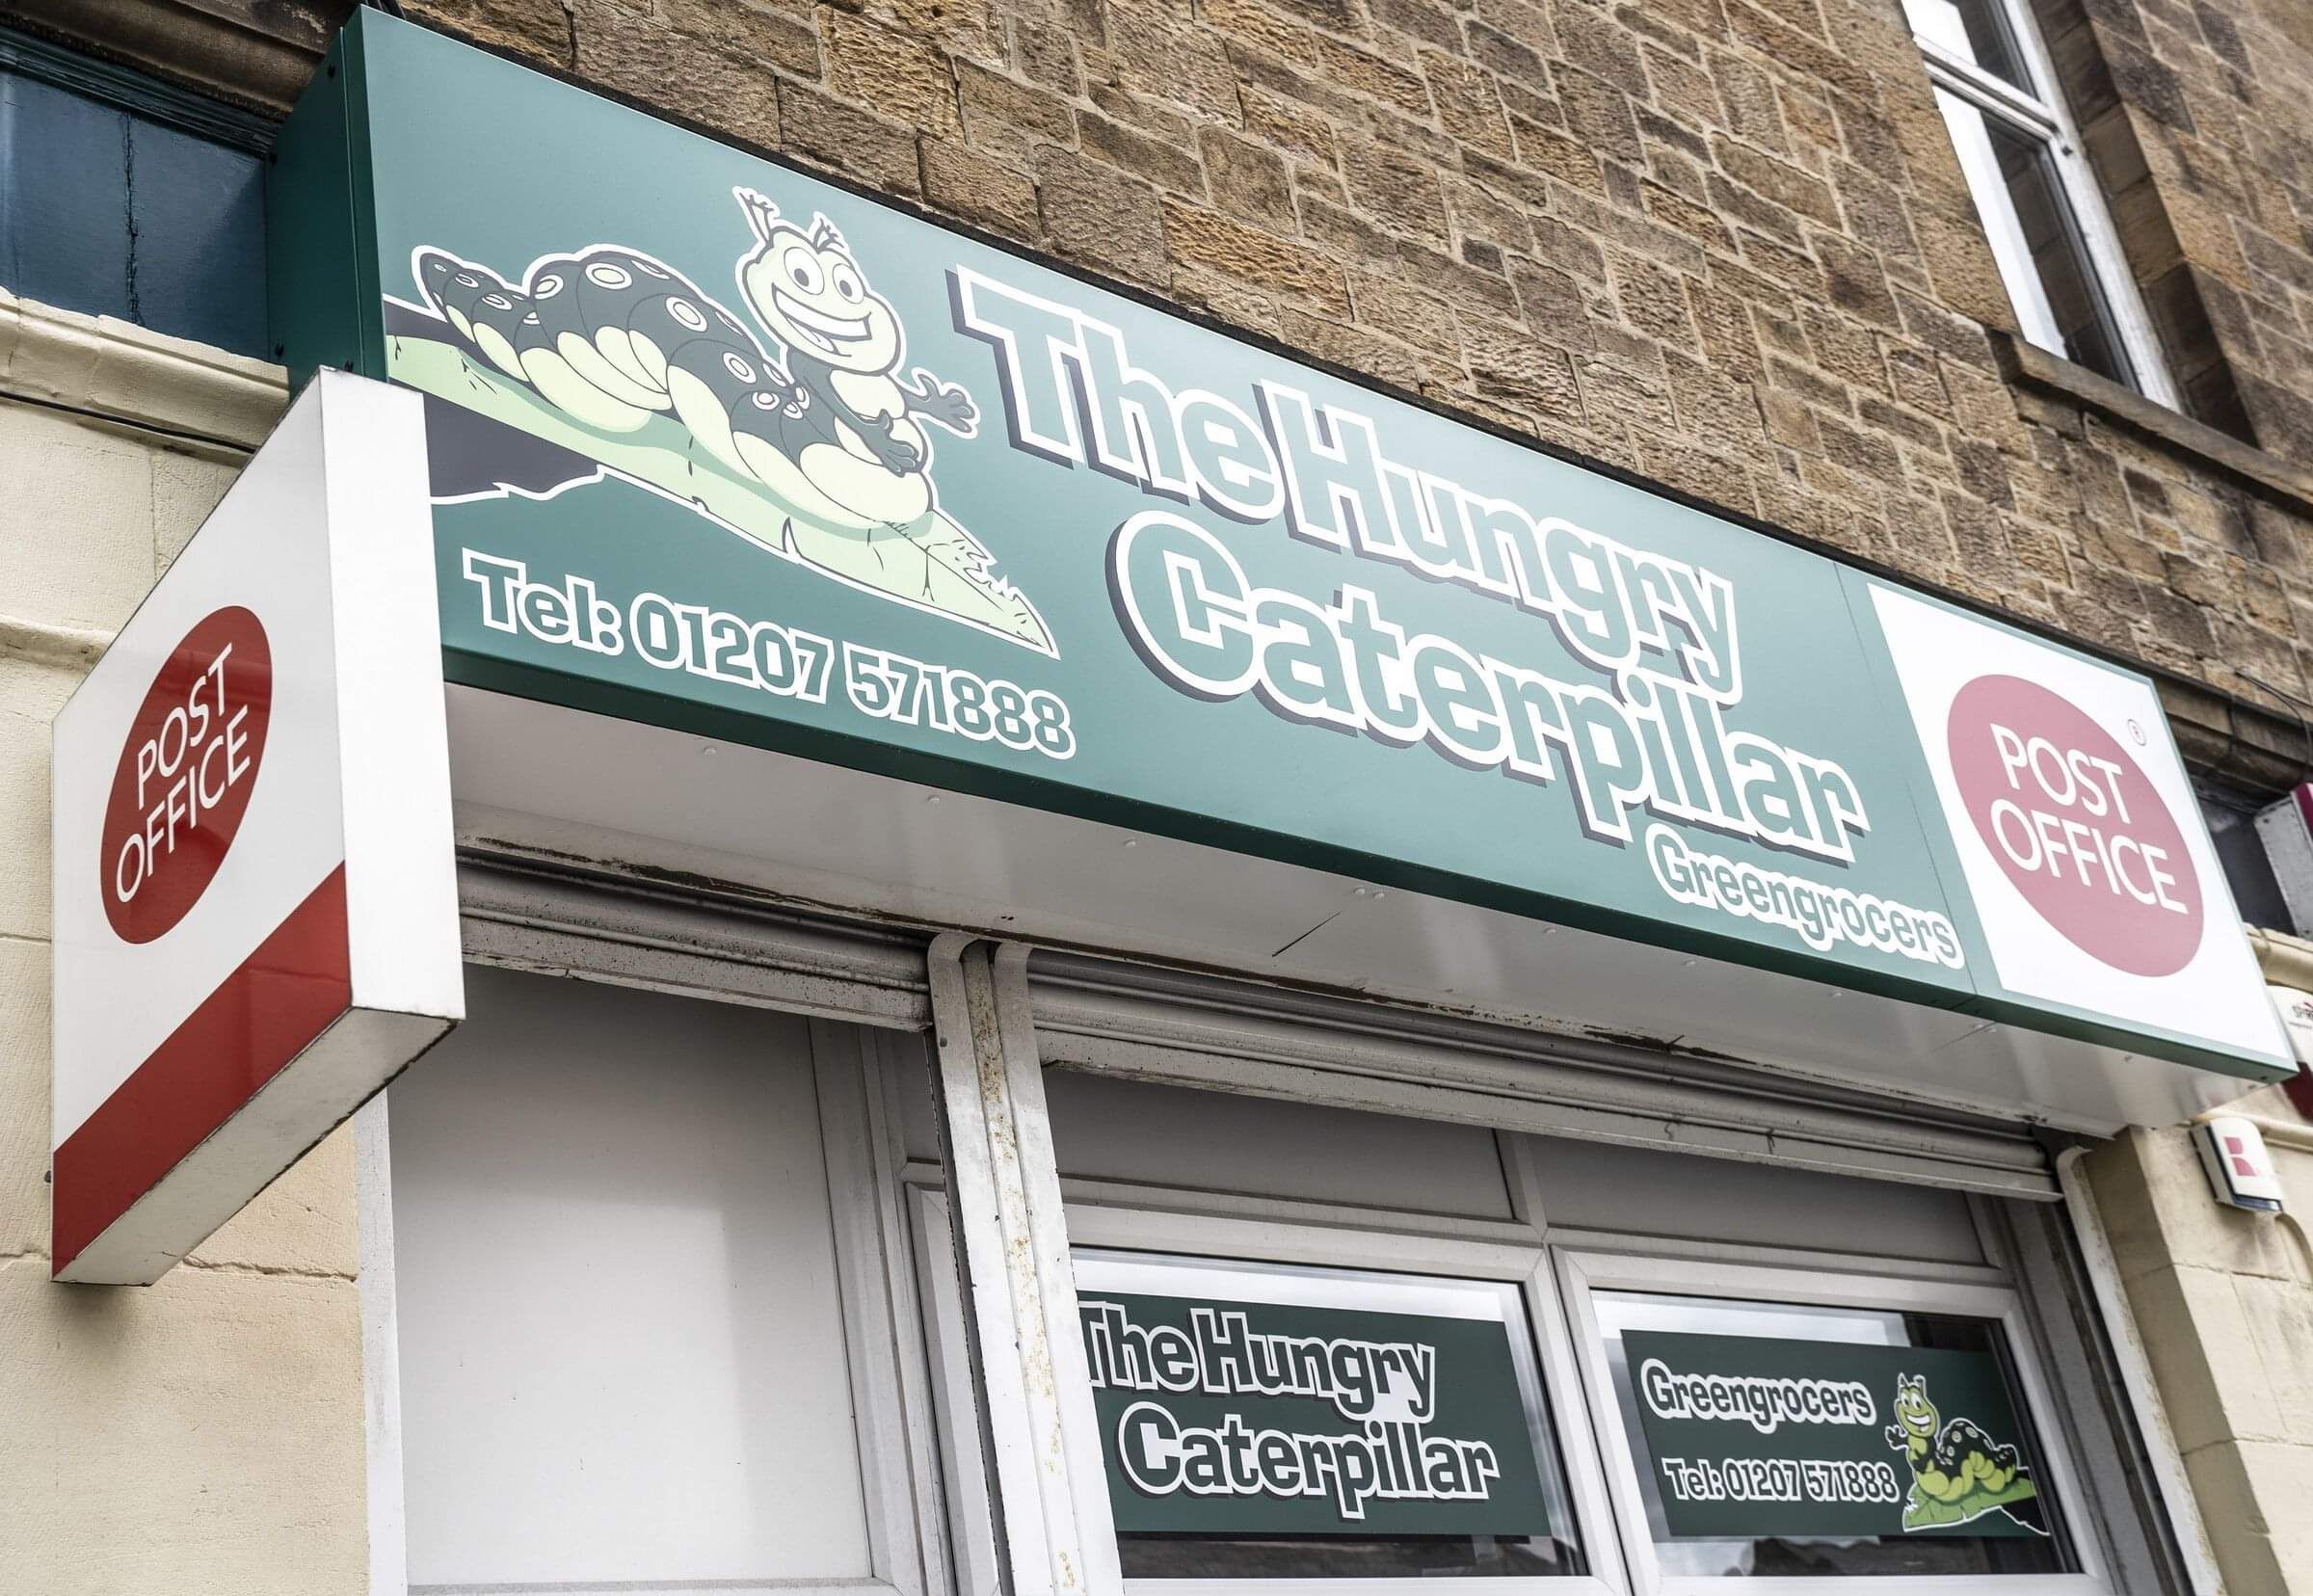 The Hungry
Caterpillar
Greengrocers
Tel: 01207 571888
POST
OFFICE
POST
OFFICE
®
The Hungry
Caterpillar
Greengrocers
Tel: 01207 571888